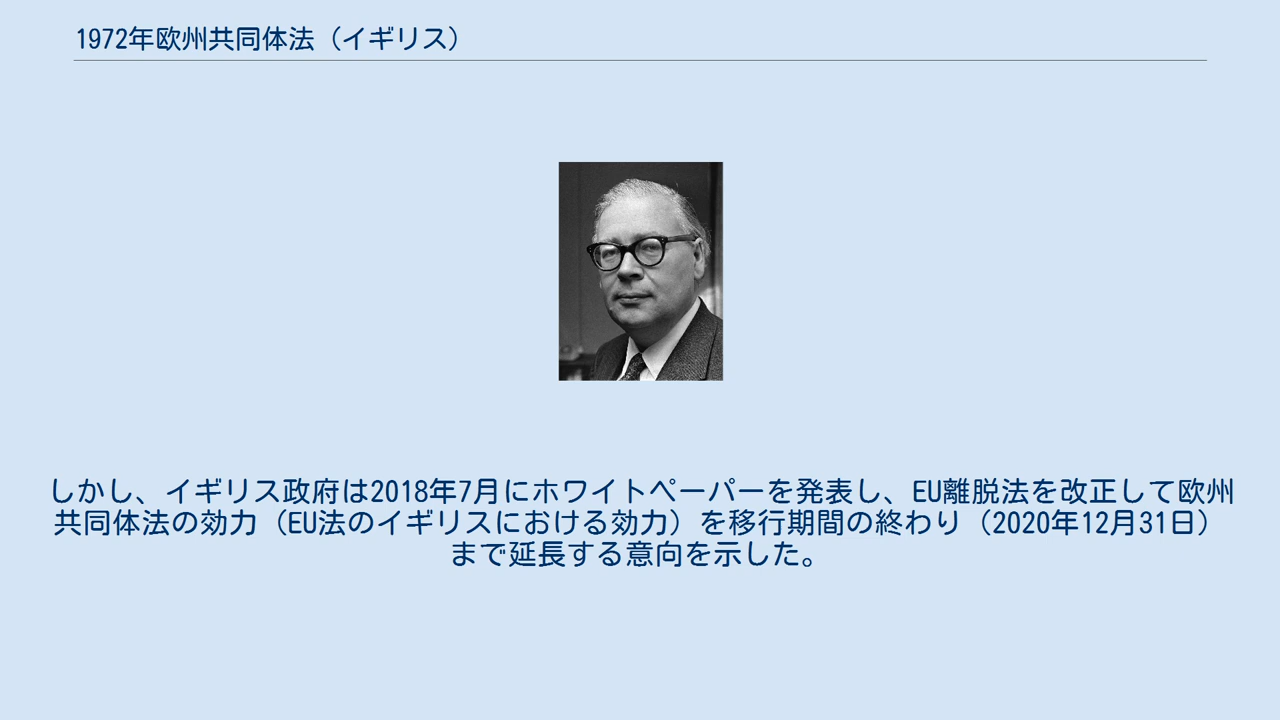 1972年欧州共同体法（イギリス）
しかし、イギリス政府は2018年7月にホワイトペーパーを発表し、EU離脱法を改正して欧州
共同体法の効力（EU法のイギリスにおける効力）を移行期間の終わり（2020年12月31日）
まで延長する意向を示した。